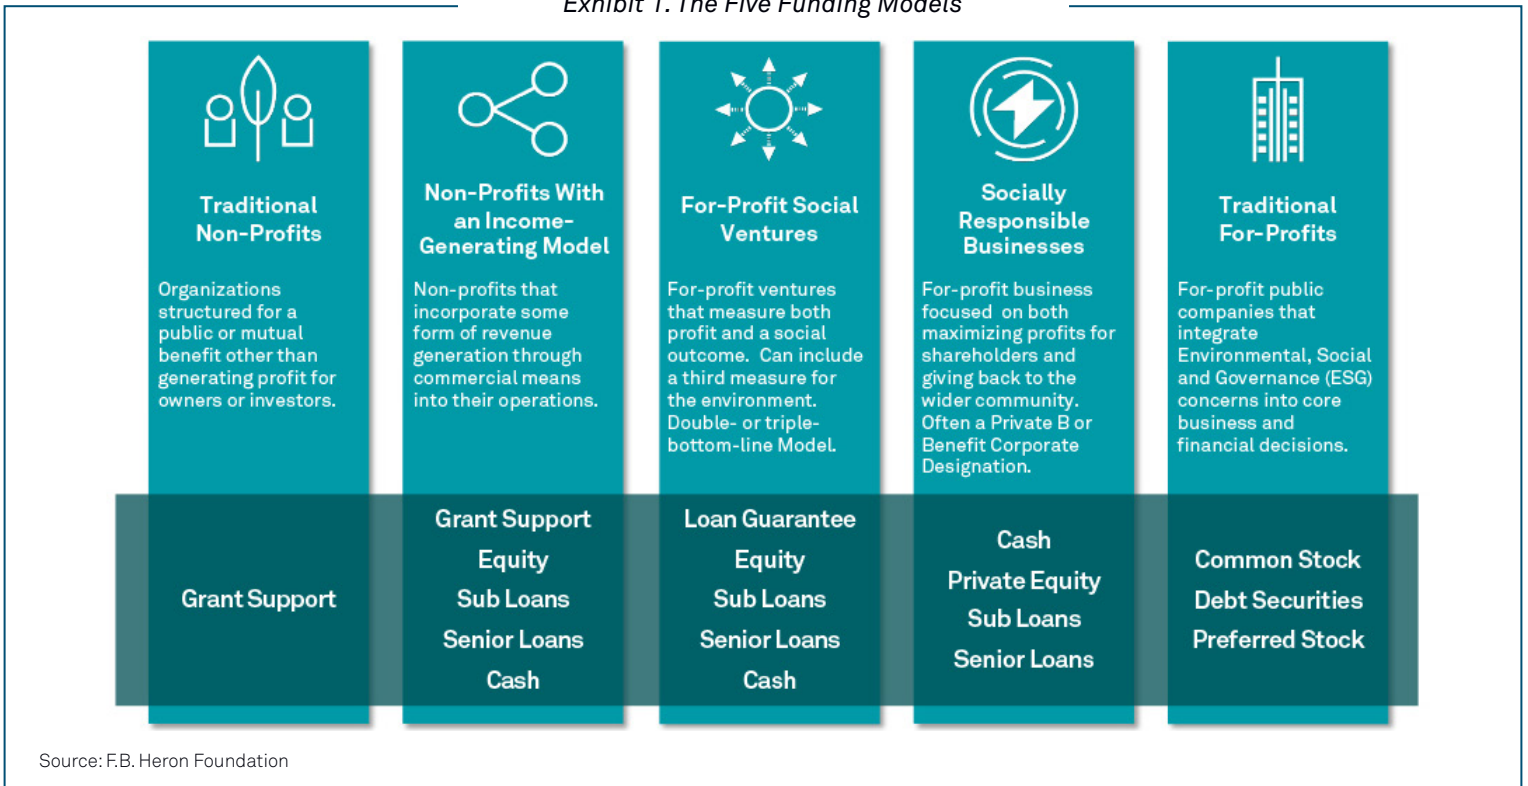 Exhibit 1. The Five Funding Models
Traditional
Non-Profits
Organizations
structured for a
public or mutual
benefit other than
generating profit for
owners or investors.
Grant Support
Non-Profits With
an Income-
Generating Model
Non-profits that
incorporate some
form of revenue
generation through
commercial means
into their operations.
Grant Support
Equity
Sub Loans
Senior Loans
Cash
For-Profit Social
Ventures
For-profit ventures
that measure both
profit and a social
outcome. Can include
a third measure for
the environment.
Double- or triple-
bottom-line Model.
Loan Guarantee
Equity
Sub Loans
Senior Loans
Cash
Socially
Responsible
Businesses
For-profit business
focused on both
maximizing profits for
shareholders and
giving back to the
wider community.
Often a Private B or
Benefit Corporate
Designation.
Cash
Private Equity
Sub Loans
Senior Loans
Traditional
For-Profits
For-profit public
companies that
integrate
Environmental, Social
and Governance (ESG)
concerns into core
business and
financial decisions.
Common Stock
Debt Securities
Preferred Stock
Source: F.B. Heron Foundation